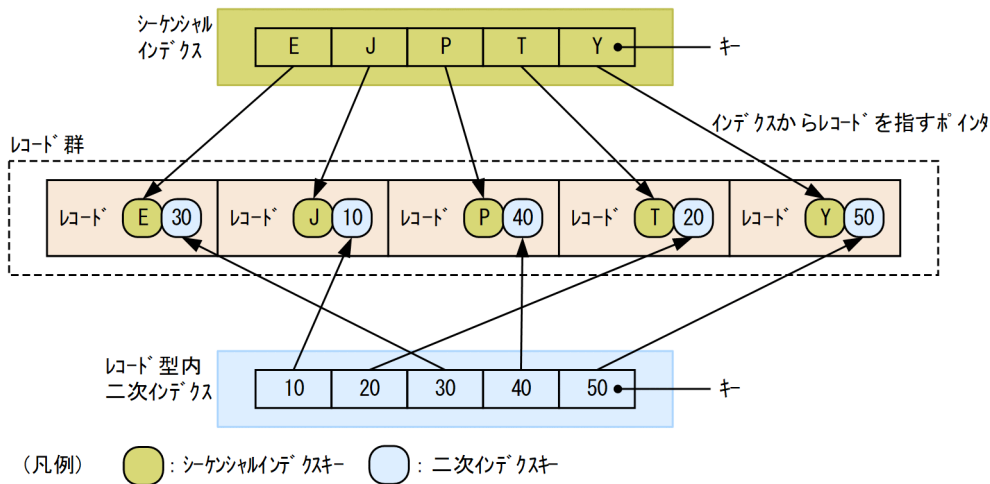 シーケンシャル
インデクス
E J P T Y
キー
インデクスからレコードを指すポインタ
レコード群
レコード E 30 レコード J 10 レコード P 40 レコード T 20 レコード Y 50
レコード型内
二次インデクス
10 20 30 40 50
キー
(凡例) : シーケンシャルインデクスキー : 二次インデクスキー